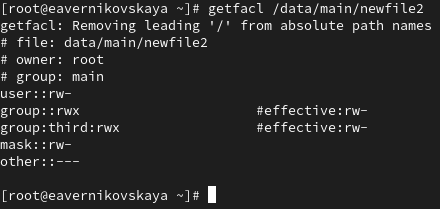 [root@eavernikovskaya ~]# getfacl /data/main/newfile2
getfacl: Removing leading '/' from absolute path names
# file: data/main/newfile2
# owner: root
# group: main
user::rw-
group::rwx                      #effective:rw-
group:third:rwx                 #effective:rw-
mask::rw-
other::---
[root@eavernikovskaya ~]#